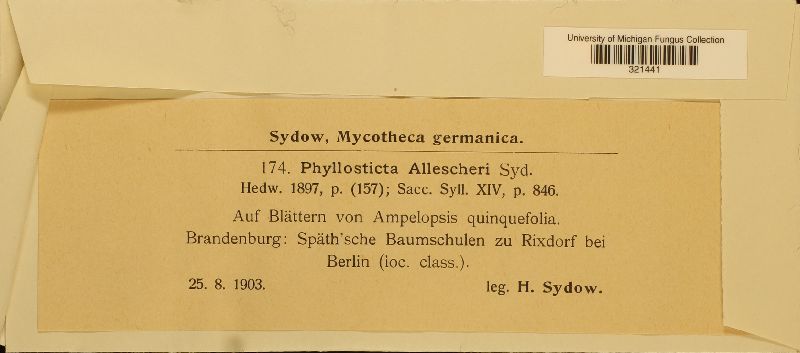 University of Michigan Fungus Collection
321441
Sydow, Mycotheca germanica.
174. Phyllosticta Allescheri Syd.
Hedw. 1897, p. (157); Sacc. Syll. XIV, p. 846.
Auf Blättern von Ampelopsis quinquefolia.
Brandenburg: Späth'sche Baumschulen zu Rixdorf bei
Berlin (ioc. class.).
25. 8. 1903. leg. H. Sydow.